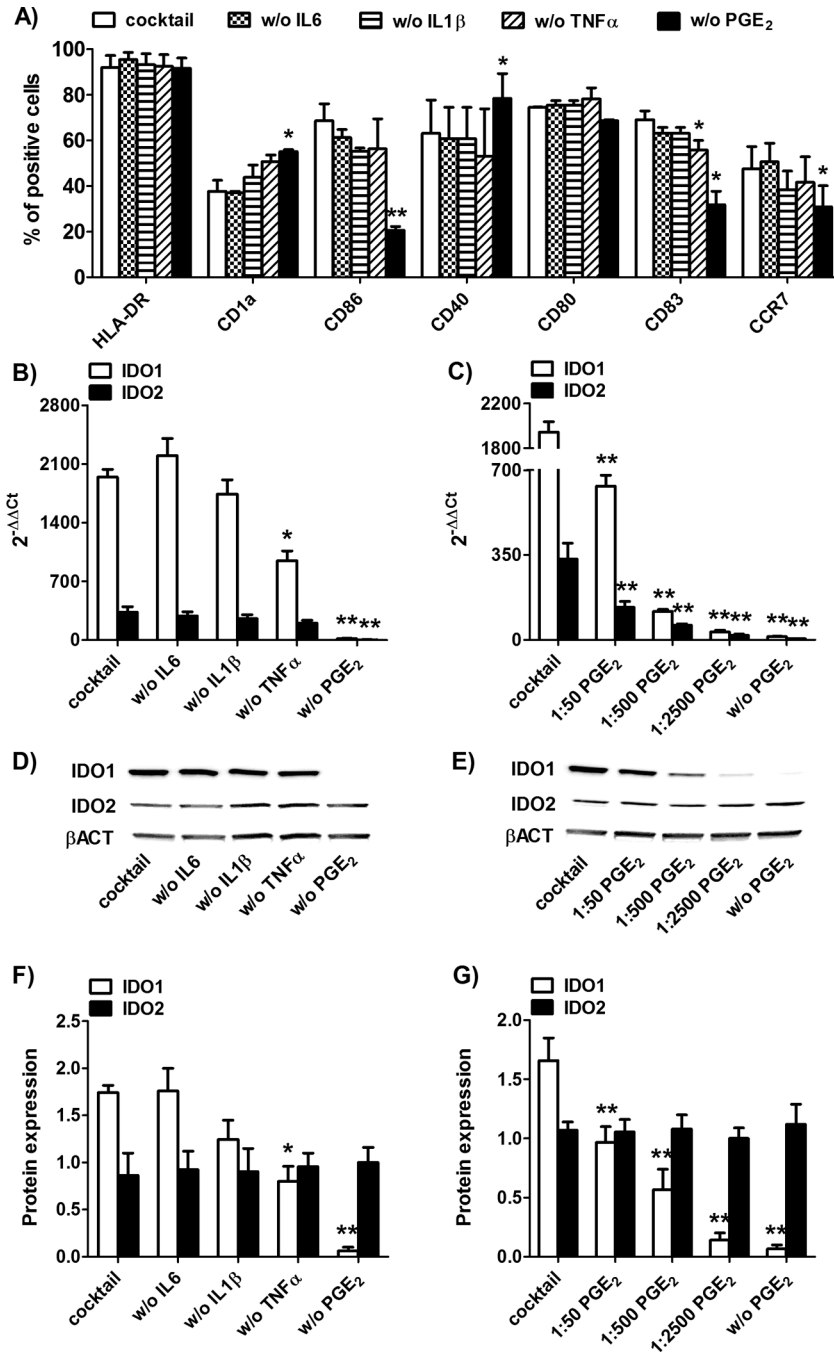 A) cocktail w/o IL6 w/o IL1β w/o TNFα w/o PGE₂
% of positive cells
100
80
60
40
20
0
* ** * * * *
HLA-DR CD1a CD86 CD40 CD80 CD83 CCR7
B) IDO1
IDO2
2^-ΔΔCt
2800
2100
1400
700
0
* ** **
cocktail w/o IL6 w/o IL1β w/o TNFα w/o PGE₂
C) IDO1
IDO2
2^-ΔΔCt
2200
1800
700
350
0
** ** ** ** ** ** ** **
cocktail 1:50 PGE₂ 1:500 PGE₂ 1:2500 PGE₂ w/o PGE₂
D) IDO1
IDO2
βACT
cocktail w/o IL6 w/o IL1β w/o TNFα w/o PGE₂
E) IDO1
IDO2
βACT
cocktail 1:50 PGE₂ 1:500 PGE₂ 1:2500 PGE₂ w/o PGE₂
F) IDO1
IDO2
Protein expression
2.5
2.0
1.5
1.0
0.5
0.0
* **
cocktail w/o IL6 w/o IL1β w/o TNFα w/o PGE₂
G) IDO1
IDO2
Protein expression
2.0
1.5
1.0
0.5
0.0
** ** ** **
cocktail 1:50 PGE₂ 1:500 PGE₂ 1:2500 PGE₂ w/o PGE₂